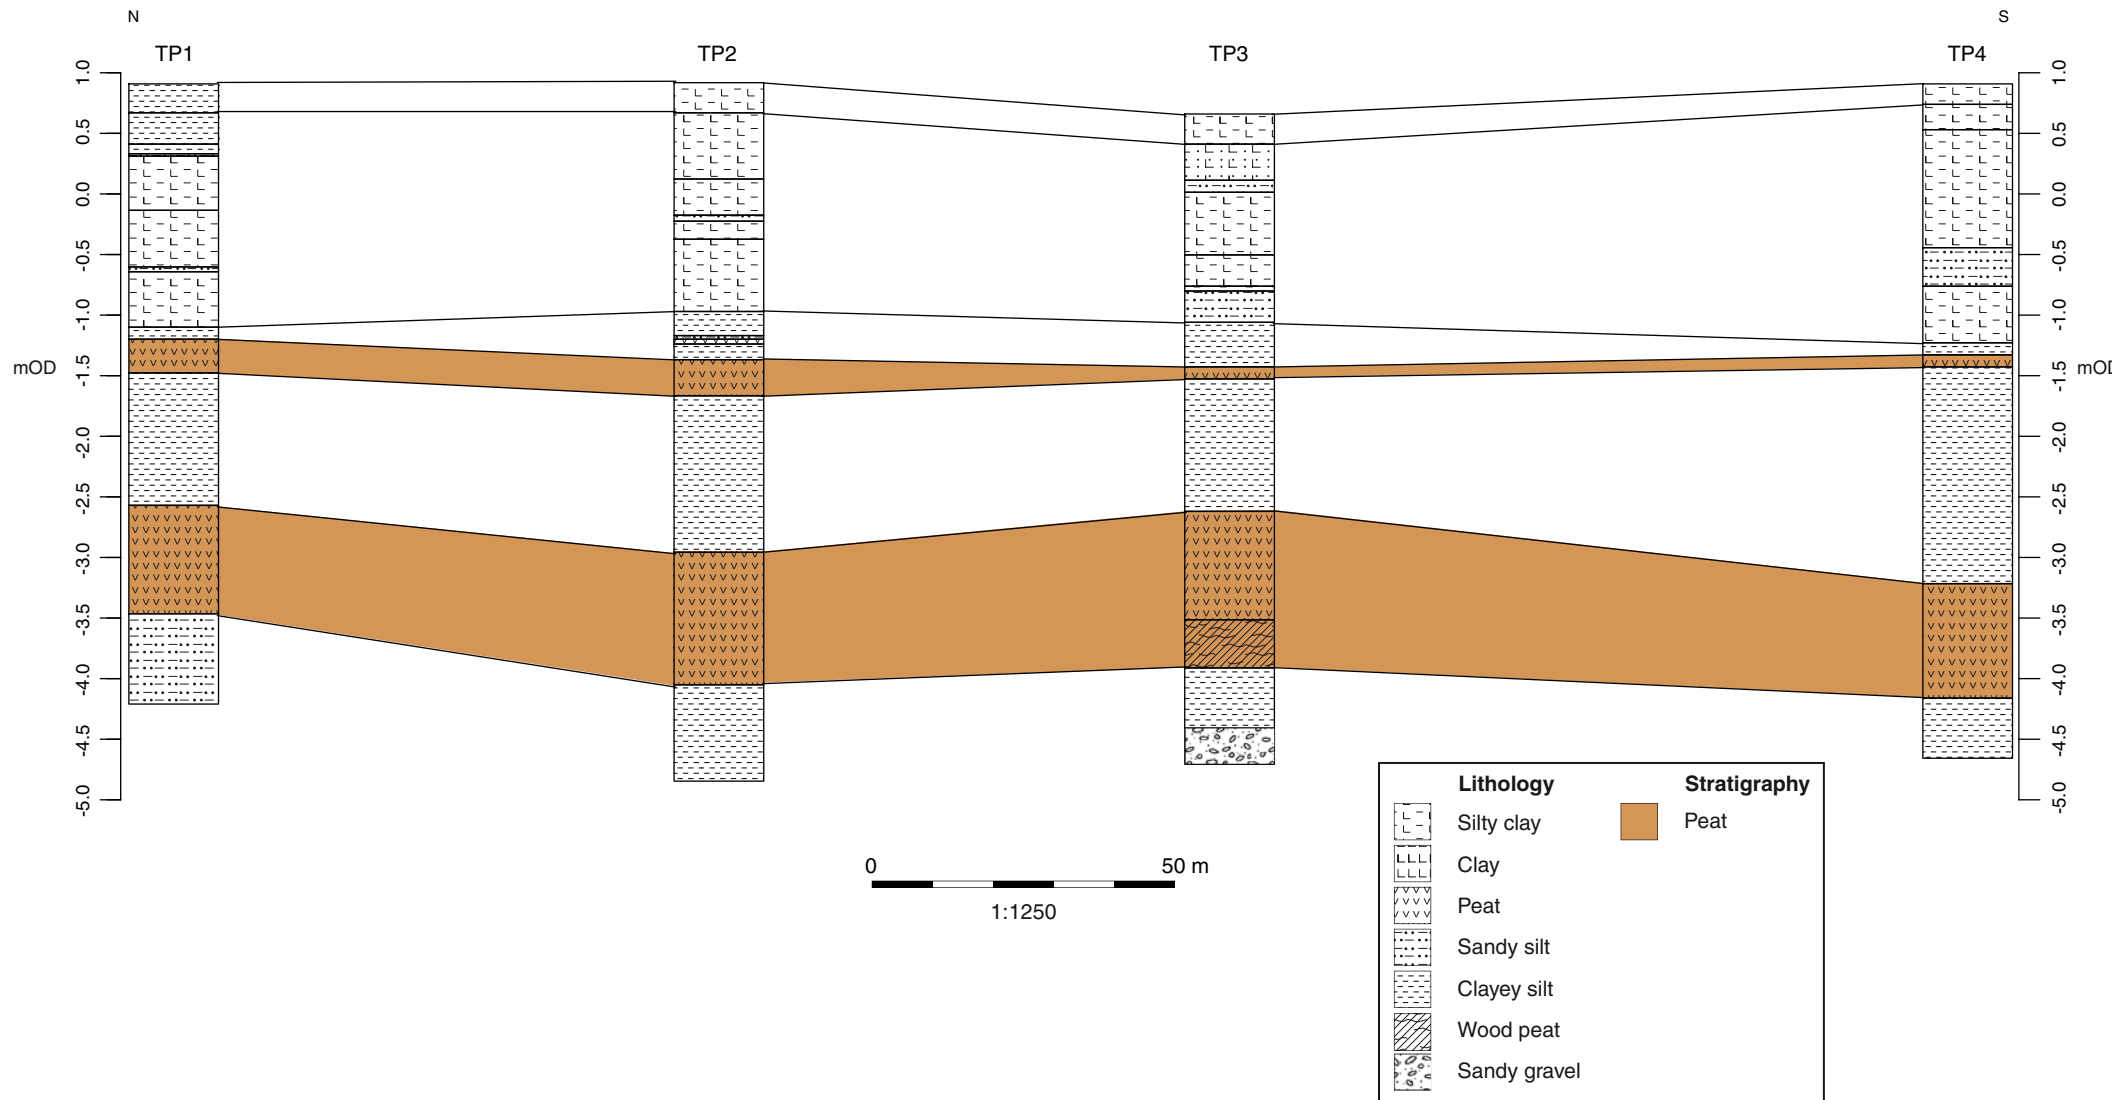 N
S
TP1
TP2
TP3
TP4
1.0
0.5
0.0
-0.5
-1.0
-1.5
-2.0
-2.5
-3.0
-3.5
-4.0
-4.5
-5.0
mOD
1.0
0.5
0.0
-0.5
-1.0
-1.5
-2.0
-2.5
-3.0
-3.5
-4.0
-4.5
-5.0
mOD
0 50 m
1:1250
Lithology Stratigraphy
Silty clay Peat
Clay
Peat
Sandy silt
Clayey silt
Wood peat
Sandy gravel